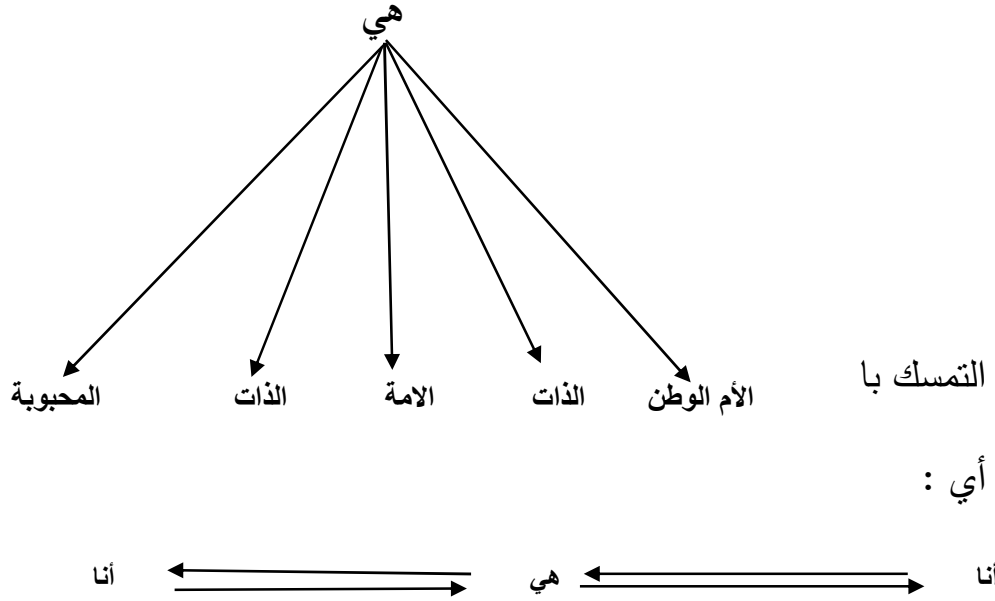 هي
التمسك با
الأم الوطن الذات الامة الذات المحبوبة
أي :
أنا هي أنا